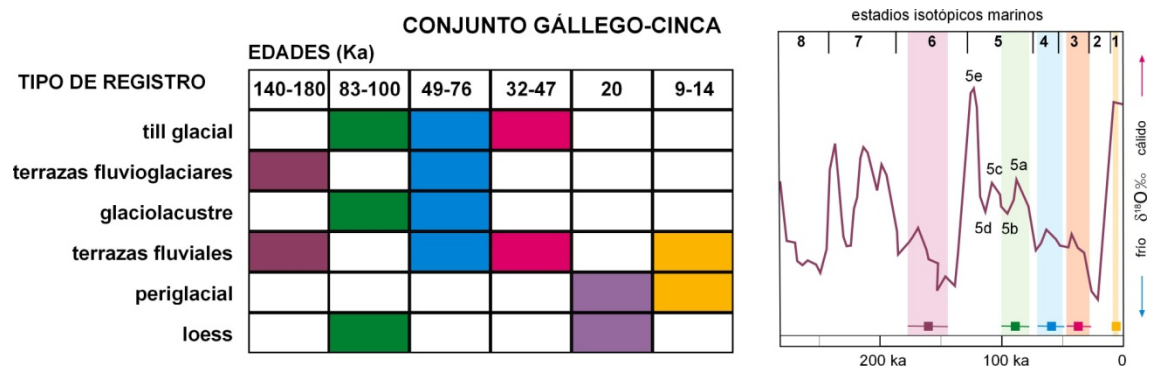 CONJUNTO GÁLLEGO-CINCA
EDADES (Ka)
TIPO DE REGISTRO
140-180 83-100 49-76 32-47 20 9-14
till glacial
terrazas fluvioglaciares
glaciolacustre
terrazas fluviales
periglacial
loess
estadios isotópicos marinos
8 7 6 5 4 3 2 1
5e
5c 5a
5d 5b
frío δ¹⁸O‰ cálido
200 ka 100 ka 0